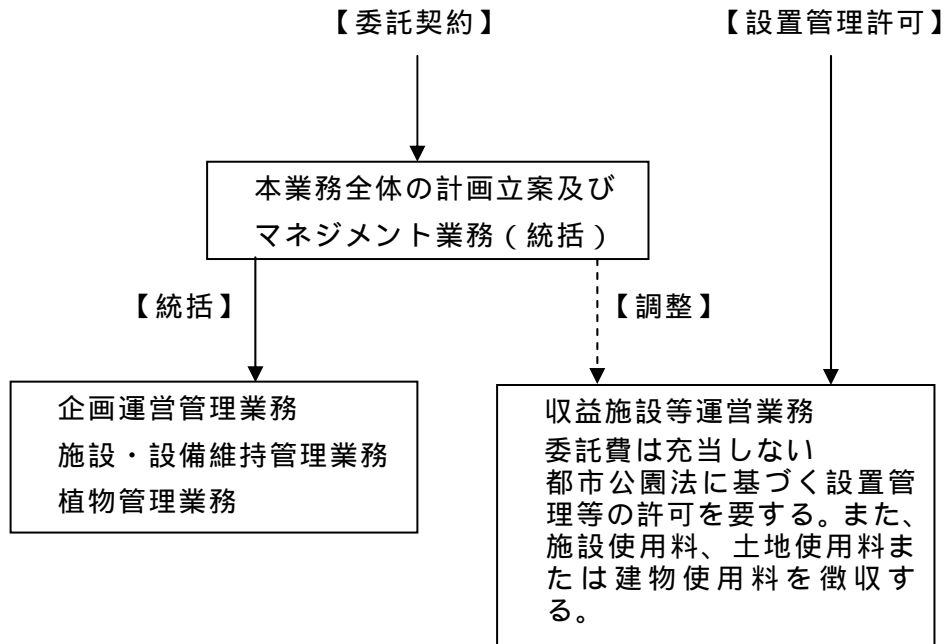 【委託契約】
【設置管理許可】
本業務全体の計画立案及び
マネジメント業務（統括）
【統括】
【調整】
企画運営管理業務
施設・設備維持管理業務
植物管理業務
収益施設等運営業務
委託費は充当しない
都市公園法に基づく設置管
理等の許可を要する。また、
施設使用料、土地使用料ま
たは建物使用料を徴収す
る。